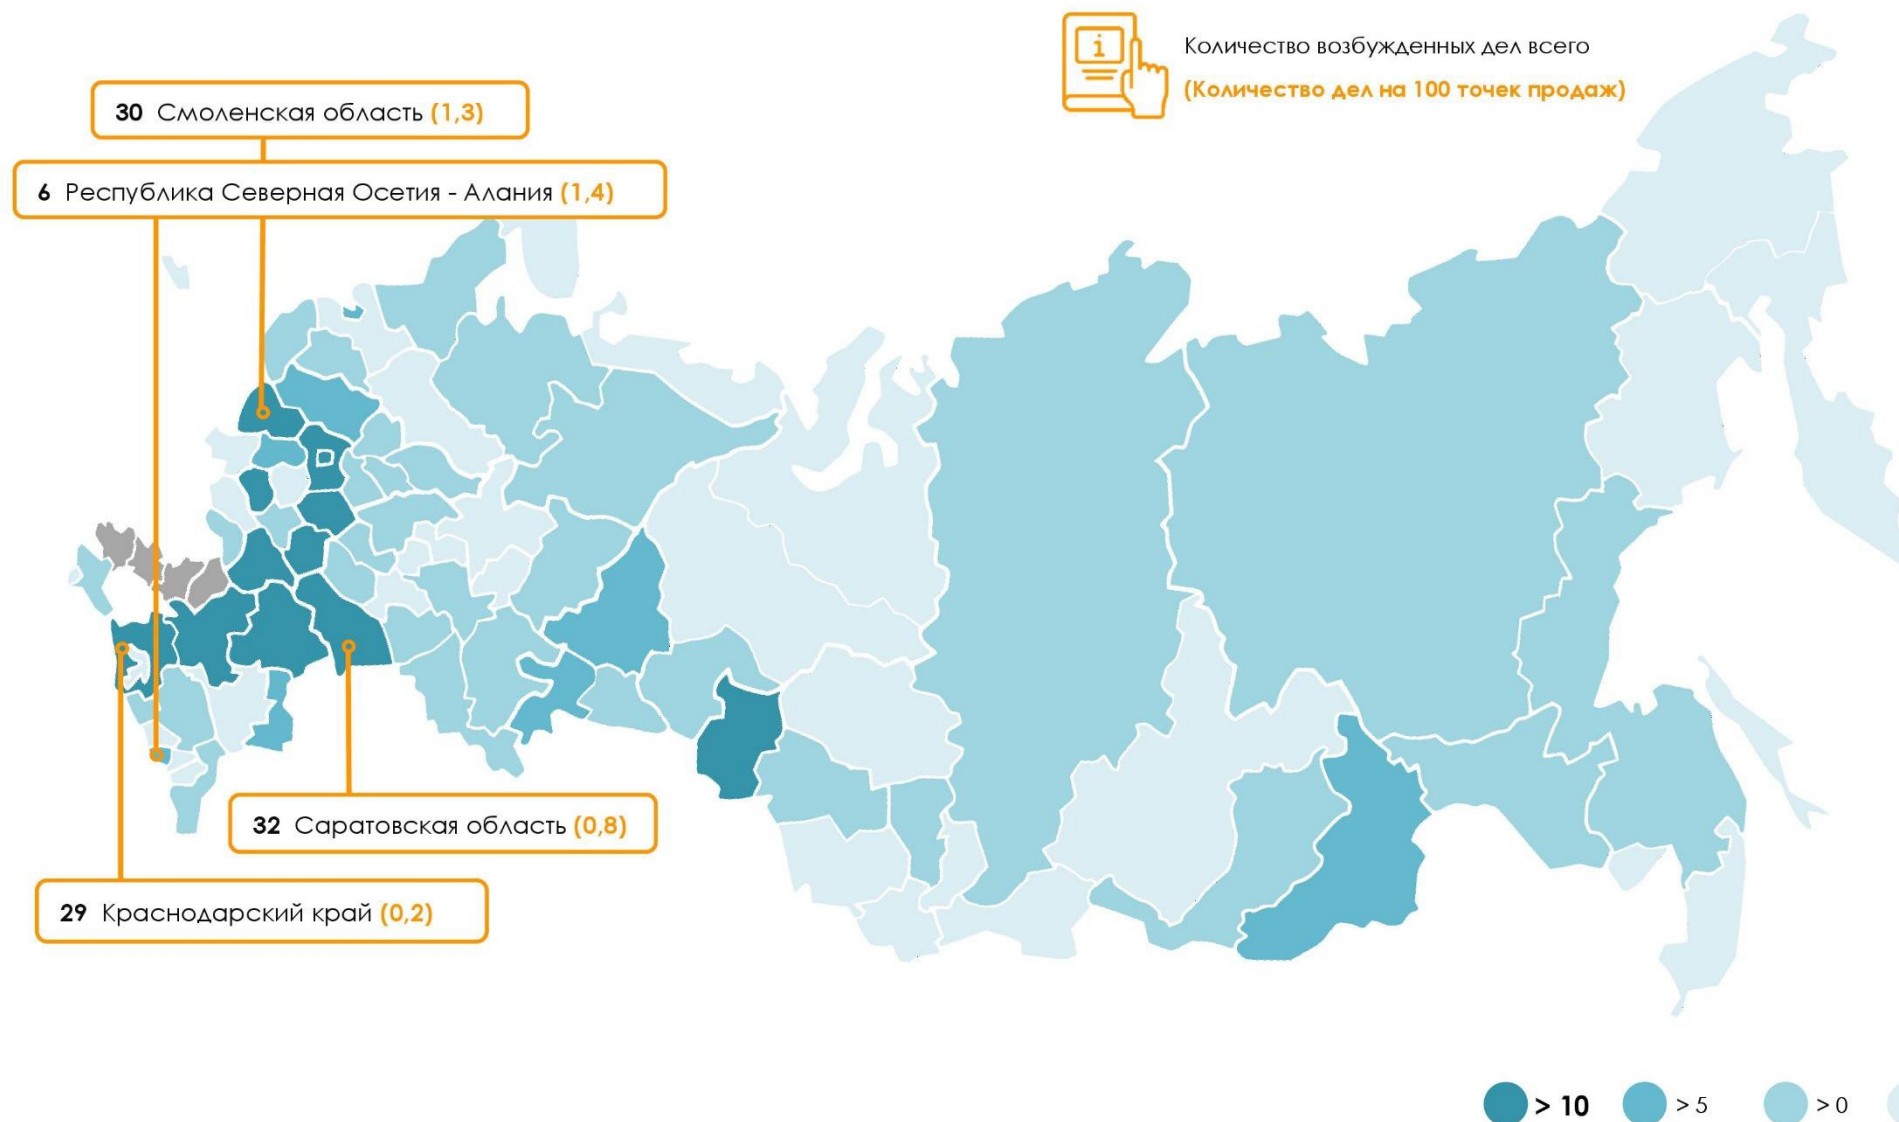 Количество возбужденных дел всего
(Количество дел на 100 точек продаж)
30 Смоленская область (1,3)
6 Республика Северная Осетия - Алания (1,4)
32 Саратовская область (0,8)
29 Краснодарский край (0,2)
> 10
> 5
> 0